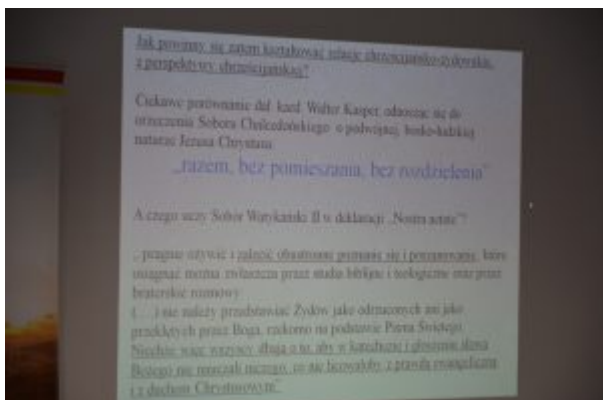 Jak powinny się zatem kształtować relacje chrześcijańsko-żydowskie,
z perspektywy chrześcijańskiej?
Ciekawe porównanie dał kard. Walter Kasper, odnosząc się do
orzeczenia Soboru Chalcedońskiego o podwójnej, bosko-ludzkiej
naturze Jezusa Chrystusa:
„razem, bez pomieszania, bez rozdzielenia”
A czego uczy Sobór Watykański II w deklaracji „Nostra aetate”?
„...pragnie ożywić i zalecić obustronne poznanie się i poszanowanie, które
osiągnąć można zwłaszcza przez studia biblijne i teologiczne oraz przez
braterskie rozmowy.
(…) nie należy przedstawiać Żydów jako odrzuconych ani jako
przeklętych przez Boga, rzekomo na podstawie Pisma Świętego.
Niechże więc wszyscy dbają o to, aby w katechezie i głoszeniu słowa
Bożego nie nauczali niczego, co nie licowałoby z prawdą ewangeliczną
i z duchem Chrystusowym”.